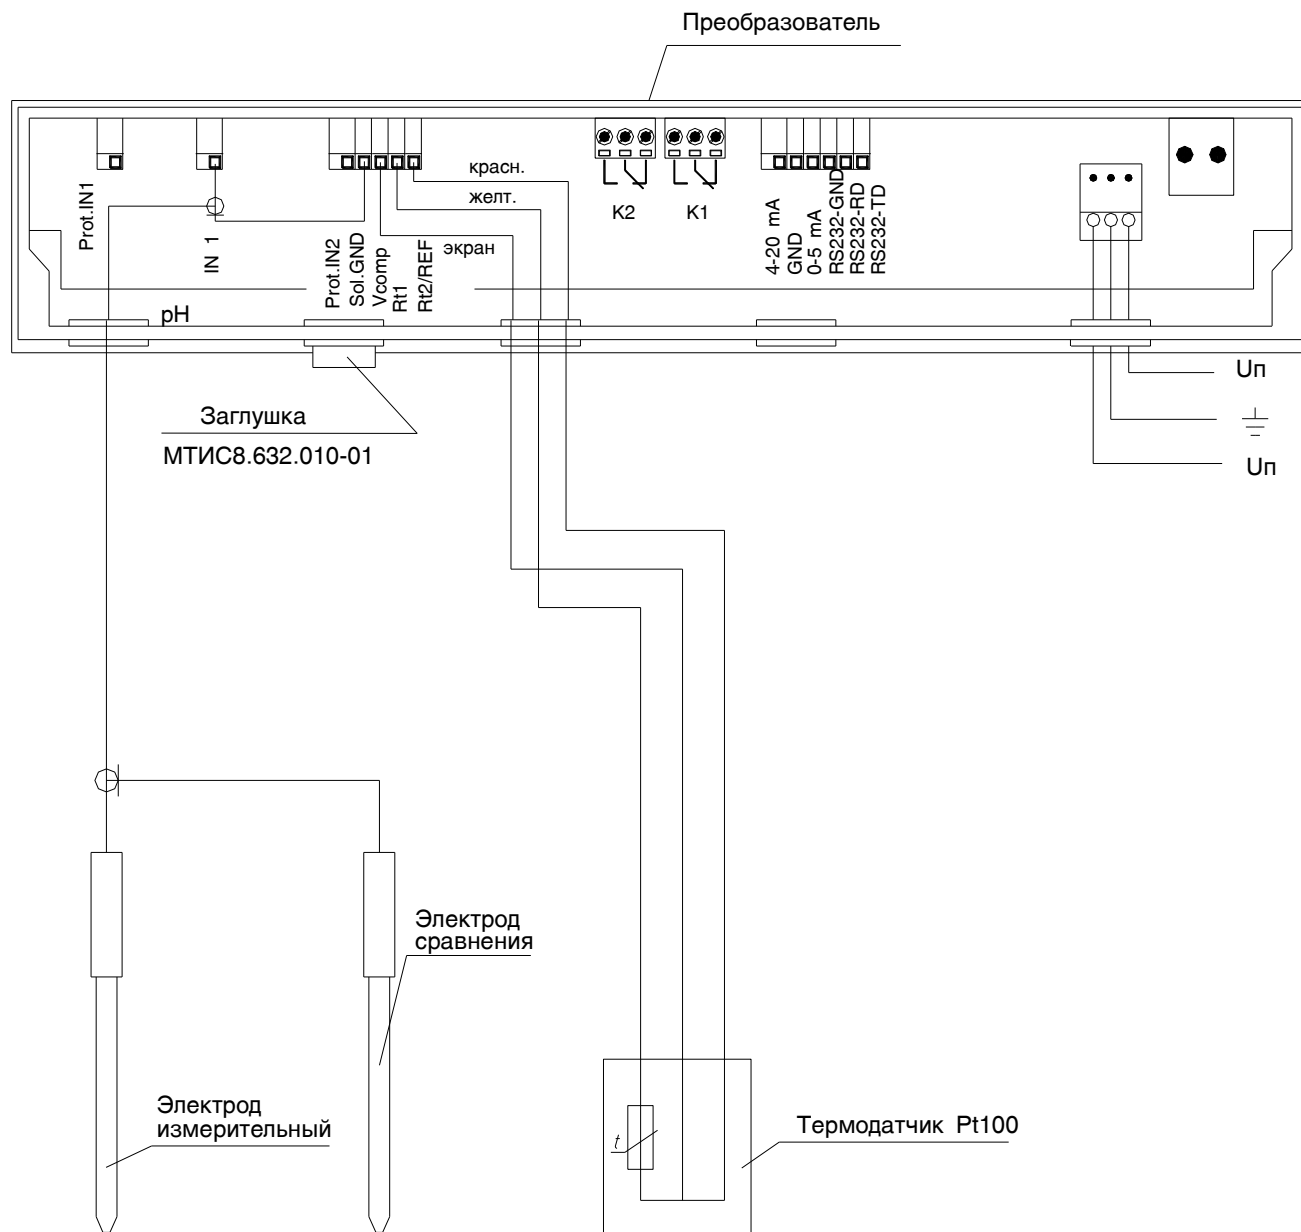 Преобразователь
красн.
желт.
экран
К2
К1
Prot.IN1
IN 1
Prot.IN2
Sol.GND
Vcomp
Rt1
Rt2/REF
4-20 mA
GND
0-5 mA
RS232-GND
RS232-RD
RS232-TD
pH
Uп
Uп
Заглушка
МТИС8.632.010-01
Электрод
сравнения
Электрод
измерительный
t
Термодатчик Pt100